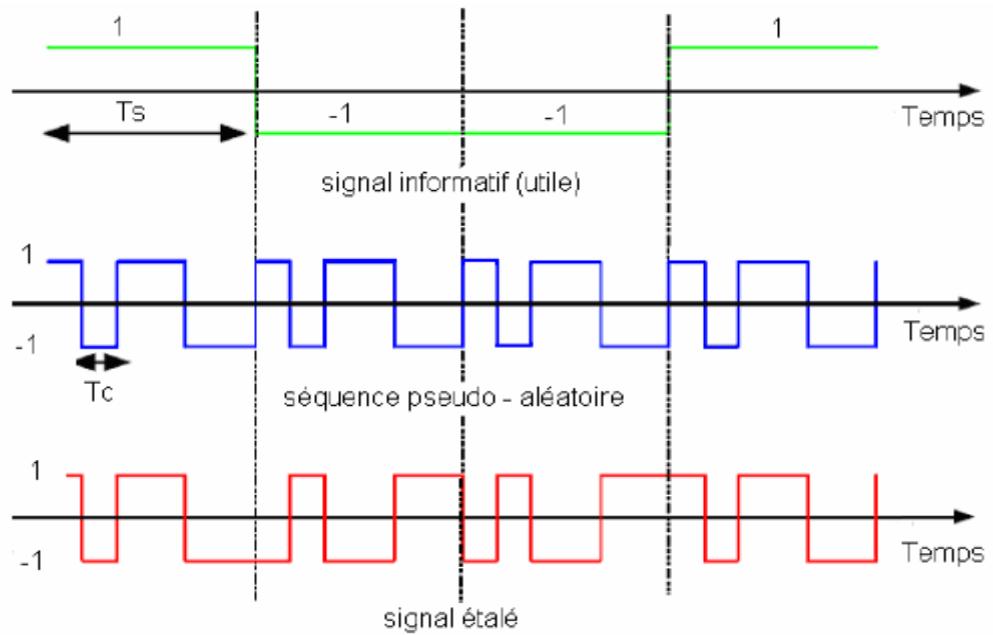 1
1
Ts
-1
-1
Temps
signal informatif (utile)
1
-1
Temps
Tc
séquence pseudo - aléatoire
1
-1
Temps
signal étalé